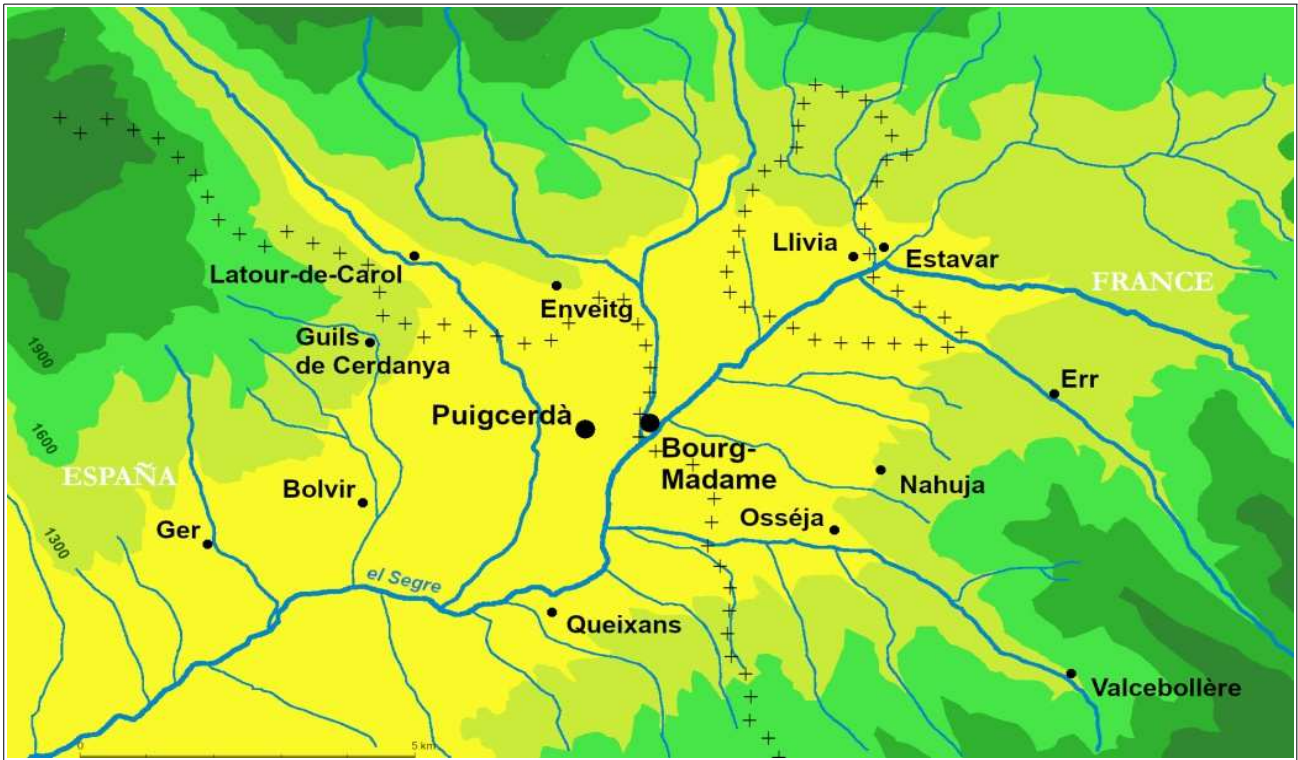 Llivia
Estavar
Latour-de-Carol
FRANCE
Enveitg
Guils
de Cerdanya
1900
Err
Puigcerdà
1600
Bourg-
Madame
ESPAÑA
Nahuja
Bolvir
Osséja
Ger
1300
el Segre
Queixans
Valcebollère
0
5 km